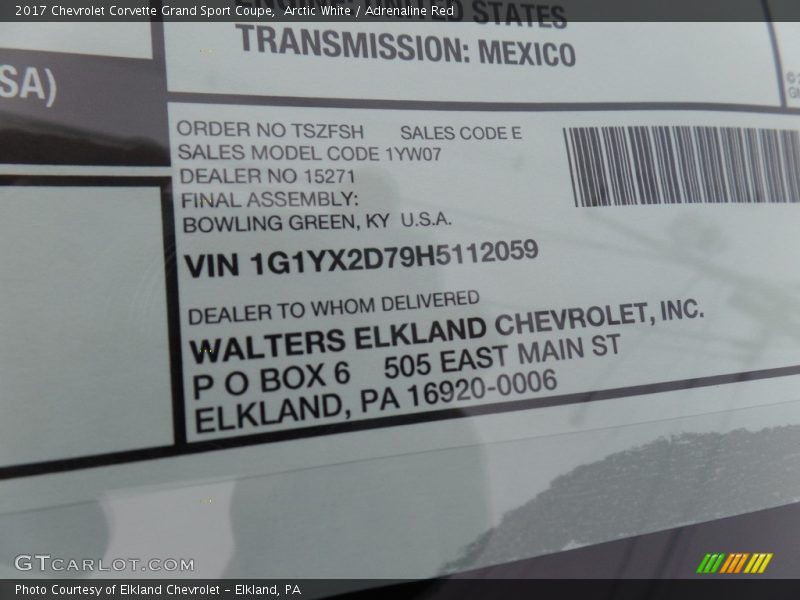 2017 Chevrolet Corvette Grand Sport Coupe, Arctic White / Adrenaline Red
ENGINE: UNITED STATES
TRANSMISSION: MEXICO
SA)
ORDER NO TSZFSH SALES CODE E
SALES MODEL CODE 1YW07
DEALER NO 15271
FINAL ASSEMBLY:
BOWLING GREEN, KY U.S.A.
VIN 1G1YX2D79H5112059
DEALER TO WHOM DELIVERED
WALTERS ELKLAND CHEVROLET, INC.
P O BOX 6 505 EAST MAIN ST
ELKLAND, PA 16920-0006
GTCARLOT.COM
Photo Courtesy of Elkland Chevrolet – Elkland, PA